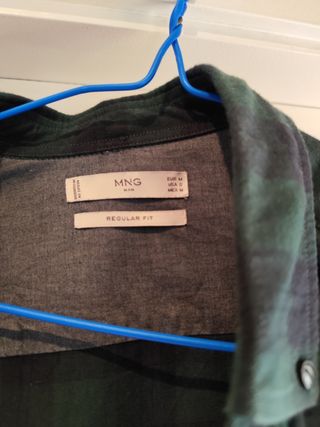 MNG
MAN
EUR M
USA
MEX M
REGULAR FIT